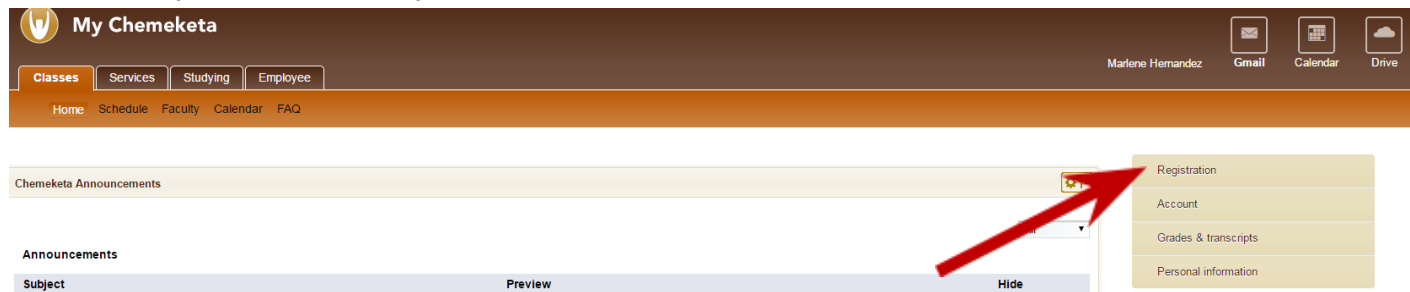 My Chemeketa
Marlene Hernandez Gmail Calendar Drive
Classes Services Studying Employee
Home Schedule Faculty Calendar FAQ
Chemeketa Announcements
Registration
Account
Grades & transcripts
Personal information
Announcements
Subject Preview Hide